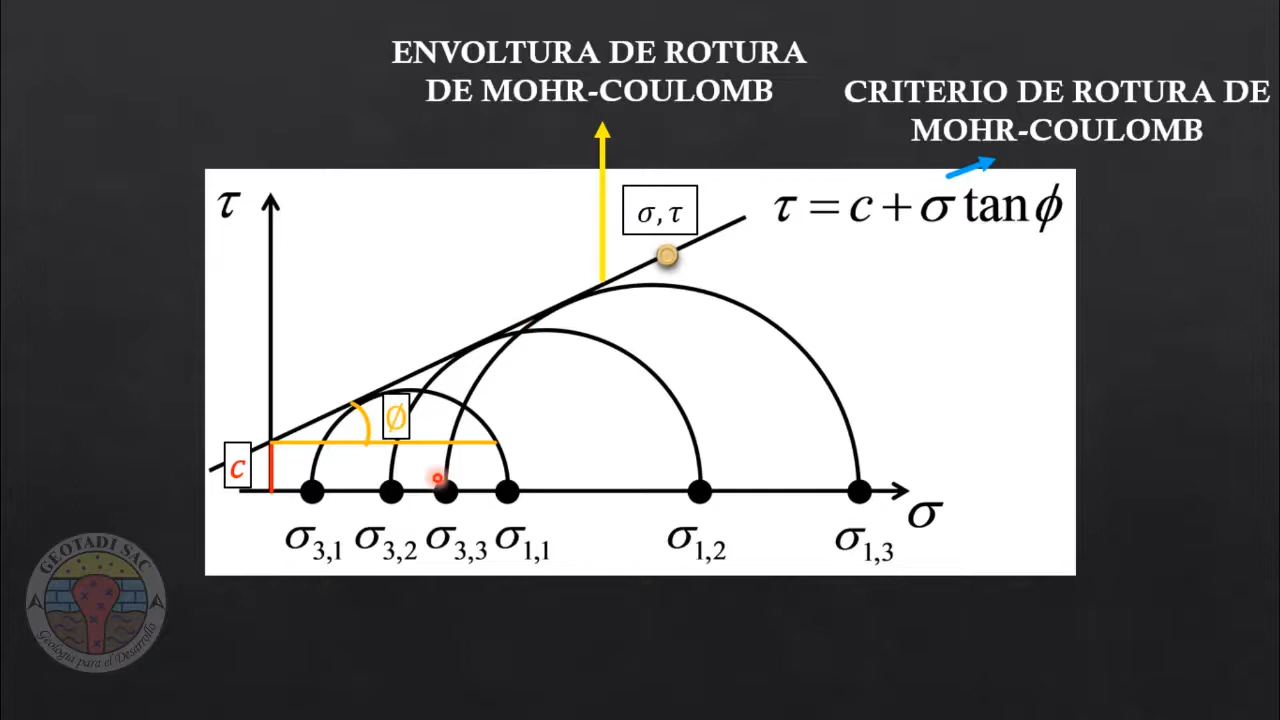 ENVOLTURA DE ROTURA
DE MOHR-COULOMB
CRITERIO DE ROTURA DE
MOHR-COULOMB
τ
σ, τ
τ = c + σ tan ϕ
Ø
c
σ
σ3,1 σ3,2 σ3,3 σ1,1 σ1,2 σ1,3
GEOTADI SAC
Geología para el Desarrollo